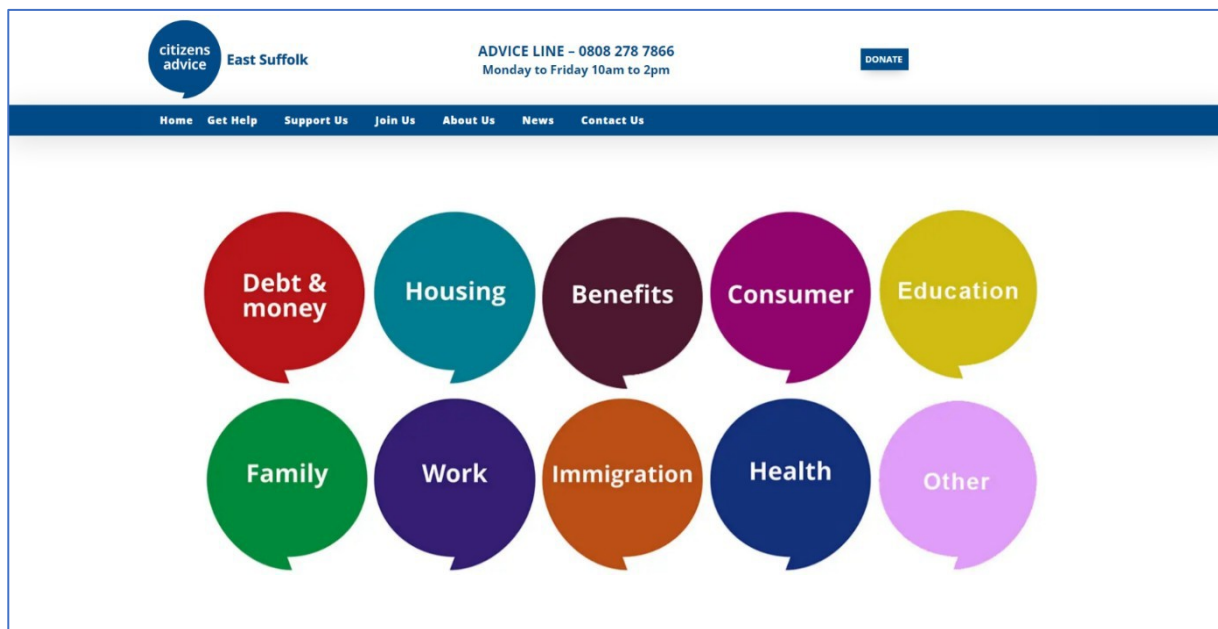 citizens
advice
East Suffolk
ADVICE LINE – 0808 278 7866
Monday to Friday 10am to 2pm
DONATE
Home Get Help Support Us Join Us About Us News Contact Us
Debt &
money
Housing
Benefits
Consumer
Education
Family
Work
Immigration
Health
Other